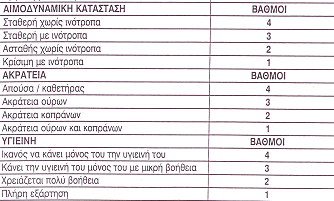 ΑΙΜΟΔΥΝΑΜΙΚΗ ΚΑΤΑΣΤΑΣΗ ΒΑΘΜΟΙ
Σταθερή χωρίς ινότροπα 4
Σταθερή με ινότροπα 3
Ασταθής χωρίς ινότροπα 2
Κρίσιμη με ινότροπα 1
ΑΚΡΑΤΕΙΑ ΒΑΘΜΟΙ
Απούσα / καθετήρας 4
Ακράτεια ούρων 3
Ακράτεια κοπράνων 2
Ακράτεια ούρων και κοπράνων 1
ΥΓΙΕΙΝΗ ΒΑΘΜΟΙ
Ικανός να κάνει μόνος του την υγιεινή του 4
Κάνει την υγιεινή του μόνος του με μικρή βοήθεια 3
Χρειάζεται πολύ βοήθεια 2
Πλήρη εξάρτηση 1